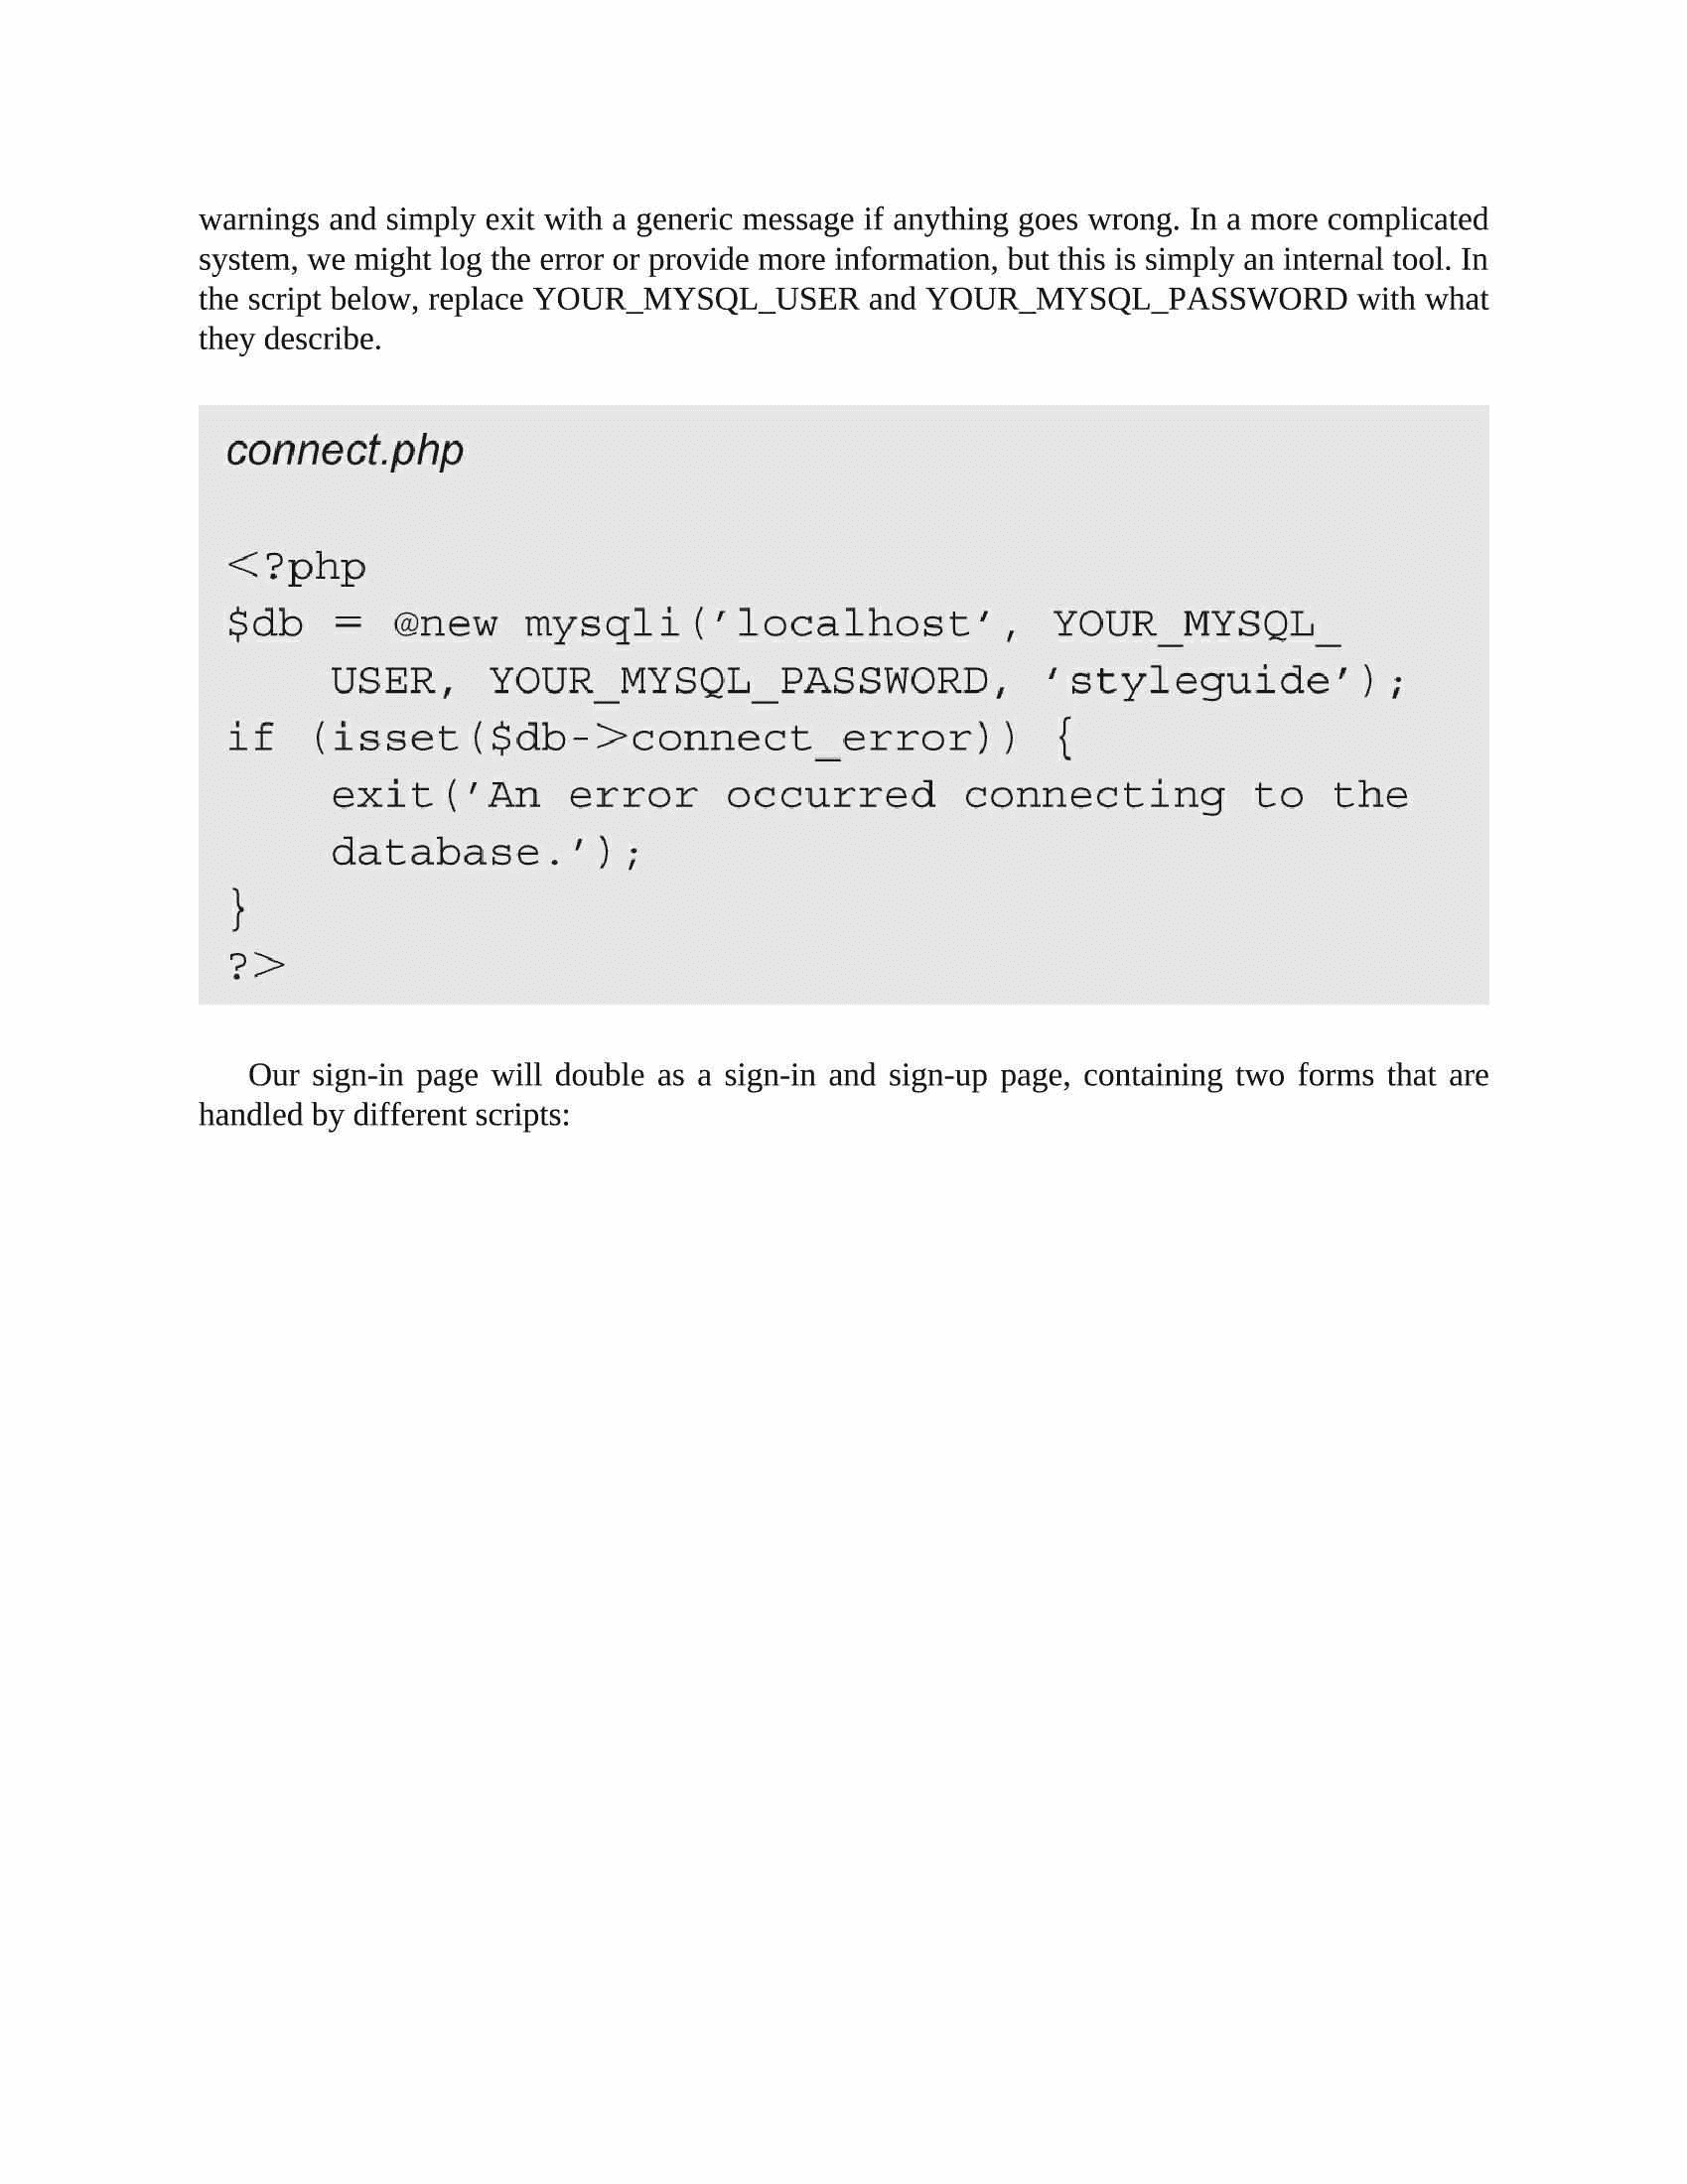 warnings and simply exit with a generic message if anything goes wrong. In a more complicated
system, we might log the error or provide more information, but this is simply an internal tool. In
the script below, replace YOUR_MYSQL_USER and YOUR_MYSQL_PASSWORD with what
they describe.
connect.php
<?php
$db = @new mysqli(’localhost’, YOUR_MYSQL_
USER, YOUR_MYSQL_PASSWORD, ’styleguide’);
if (isset($db->connect_error)) {
exit(’An error occurred connecting to the
database.’);
}
?>
Our sign-in page will double as a sign-in and sign-up page, containing two forms that are
handled by different scripts: